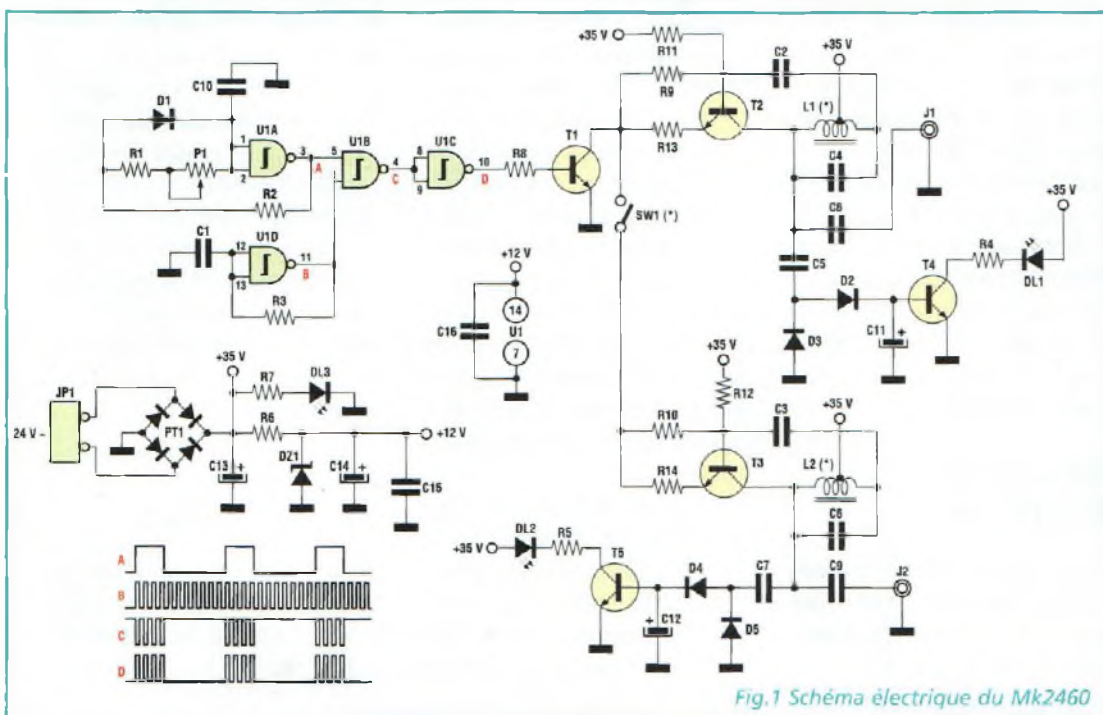 +35 V
R11
C2
+35 V
C10
R9
D1
T2
L1 (*)
J1
U1A
1
2
3
A
U1B
5
4
C
U1C
8
9
10
D
R8
T1
R13
R1
P1
R2
SW1 (*)
C4
C8
C1
U1D
12
13
11
B
R3
+12 V
14
U1
7
C16
C5
D2
T4
R4
DL1
+35 V
D3
C11
+
+35 V
R12
JP1
24 V ~
PT1
+35 V
R7
DL3
R6
+12 V
C13
+
DZ1
C14
+
C15
R10
C3
+35 V
R14
T3
L2 (*)
C6
A
B
C
D
DL2
R5
+35 V
T5
D4
C7
C9
J2
+
C12
D5
Fig.1 Schéma électrique du Mk2460